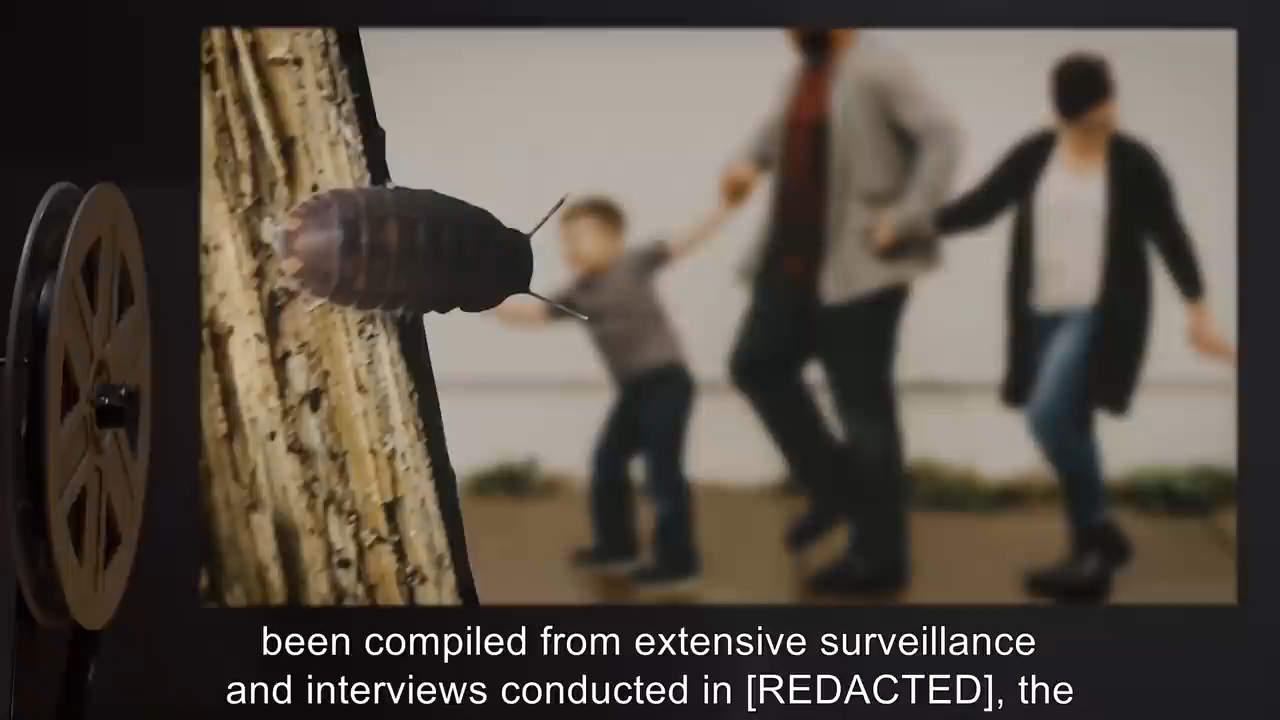 been compiled from extensive surveillance
and interviews conducted in [REDACTED], the